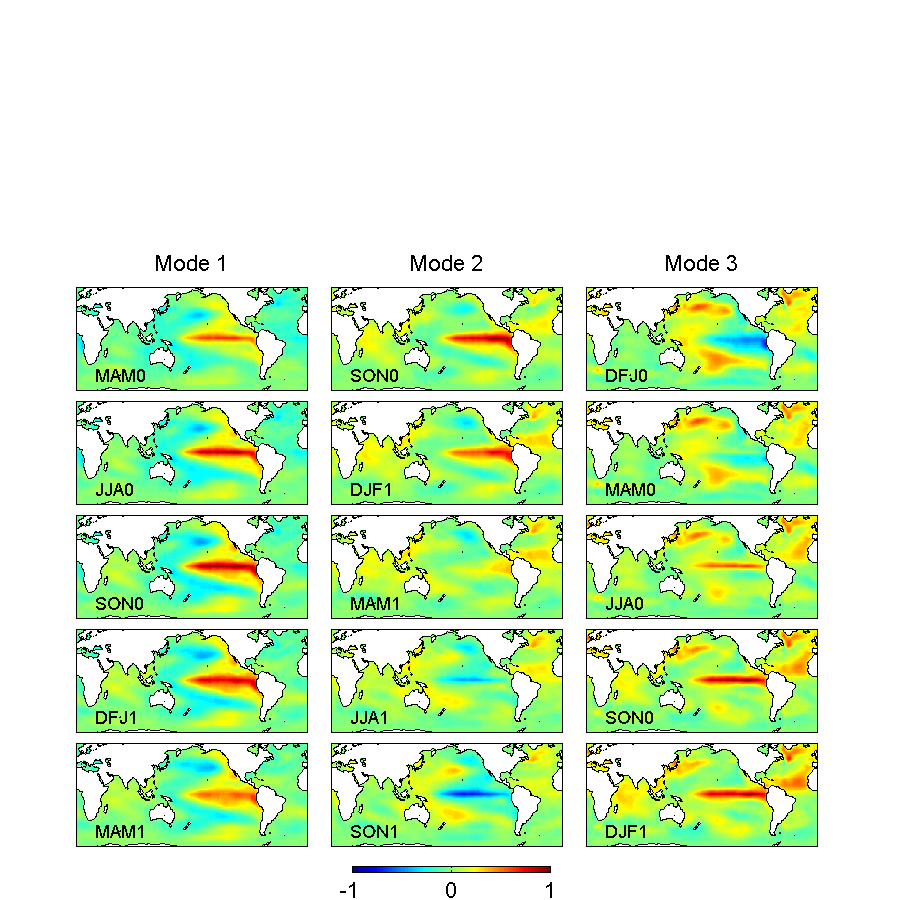 Mode 1 Mode 2 Mode 3
MAM0 SON0 DFJ0
JJA0 DJF1 MAM0
SON0 MAM1 JJA0
DFJ1 JJA1 SON0
MAM1 SON1 DJF1
-1 0 1